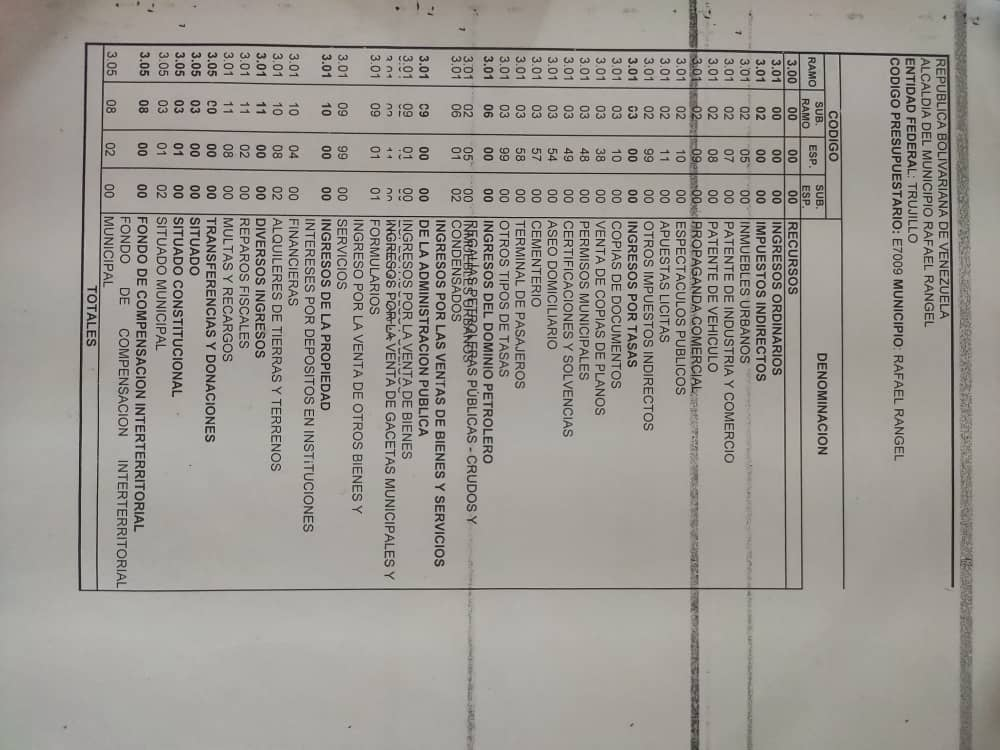 REPUBLICA BOLIVARIANA DE VENEZUELA
ALCALDIA DEL MUNICIPIO RAFAEL RANGEL
ENTIDAD FEDERAL: TRUJILLO
CODIGO PRESUPUESTARIO: E7009 MUNICIPIO: RAFAEL RANGEL
CODIGO DENOMINACION
RAMO SUB. RAMO ESP. SUB. ESP.
3.00 00 00 00 RECURSOS
3.01 00 00 00 INGRESOS ORDINARIOS
3.01 02 00 00 IMPUESTOS INDIRECTOS
3.01 02 05 00 INMUEBLES URBANOS
3.01 02 07 00 PATENTE DE INDUSTRIA Y COMERCIO
3.01 02 08 00 PATENTE DE VEHICULO
3.01 02 09 00 PROPAGANDA COMERCIAL
3.01 02 10 00 ESPECTACULOS PUBLICOS
3.01 02 11 00 APUESTAS LICITAS
3.01 02 99 00 OTROS IMPUESTOS INDIRECTOS
3.01 03 00 00 INGRESOS POR TASAS
3.01 03 10 00 COPIAS DE DOCUMENTOS
3.01 03 38 00 VENTA DE COPIAS DE PLANOS
3.01 03 48 00 PERMISOS MUNICIPALES
3.01 03 49 00 CERTIFICACIONES Y SOLVENCIAS
3.01 03 54 00 ASEO DOMICILIARIO
3.01 03 57 00 CEMENTERIO
3.01 03 58 00 TERMINAL DE PASAJEROS
3.01 03 99 00 OTROS TIPOS DE TASAS
3.01 06 00 00 INGRESOS DEL DOMINIO PETROLERO
3.01 02 05 00 REGALIAS PETROLERAS PÚBLICAS - CRUDOS Y
3.01 06 01 02 CONDENSADOS
INGRESOS POR LAS VENTAS DE BIENES Y SERVICIOS
3.01 09 00 00 DE LA ADMINISTRACION PUBLICA
3.01 09 01 00 INGRESOS POR LA VENTA DE BIENES
INGRESOS POR LA VENTA DE GACETAS MUNICIPALES Y
3.01 09 01 01 FORMULARIOS
INGRESO POR LA VENTA DE OTROS BIENES Y
3.01 09 99 00 SERVICIOS
3.01 10 00 00 INGRESOS DE LA PROPIEDAD
INTERESES POR DEPOSITOS EN INSTITUCIONES
3.01 10 04 00 FINANCIERAS
3.01 10 08 02 ALQUILERES DE TIERRAS Y TERRENOS
3.01 11 00 00 DIVERSOS INGRESOS
3.01 11 02 00 REPAROS FISCALES
3.01 11 08 00 MULTAS Y RECARGOS
3.05 00 00 00 TRANSFERENCIAS Y DONACIONES
3.05 03 00 00 SITUADO
3.05 03 01 00 SITUADO CONSTITUCIONAL
3.05 03 01 02 SITUADO MUNICIPAL
3.05 08 00 00 FONDO DE COMPENSACION INTERTERRITORIAL
FONDO DE COMPENSACION INTERTERRITORIAL
3.05 08 02 00 MUNICIPAL
TOTALES